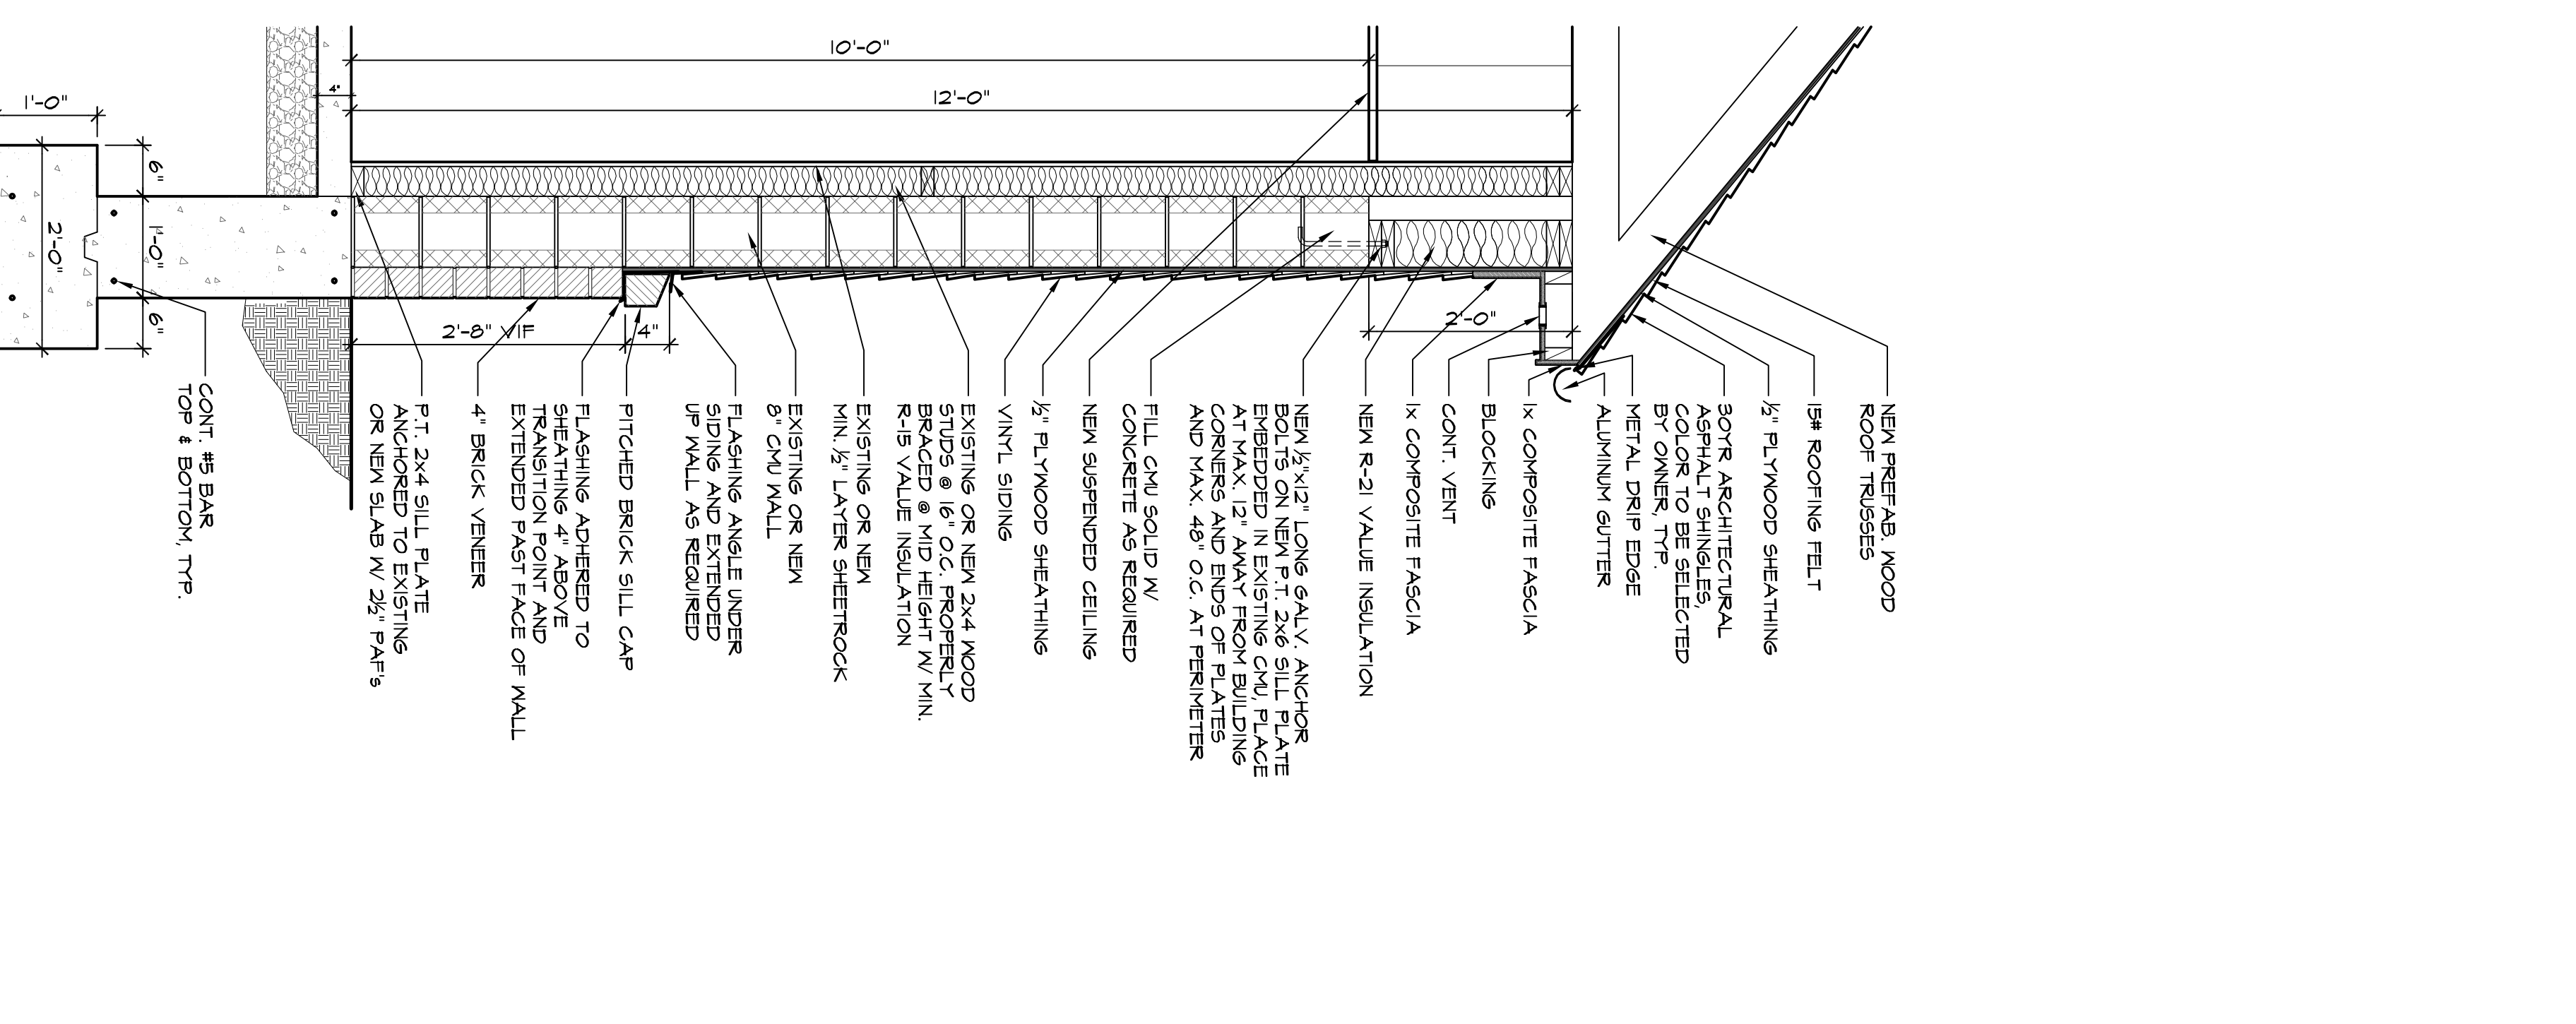 NEW PREFAB. WOOD
ROOF TRUSSES
15# ROOFING FELT
½" PLYWOOD SHEATHING
30YR ARCHITECTURAL
ASPHALT SHINGLES,
COLOR TO BE SELECTED
BY OWNER, TYP.
METAL DRIP EDGE
ALUMINUM GUTTER
1x COMPOSITE FASCIA
BLOCKING
CONT. VENT
1x COMPOSITE FASCIA
NEW R-21 VALUE INSULATION
NEW ½"x12" LONG GALV. ANCHOR
BOLTS ON NEW P.T. 2x6 SILL PLATE
EMBEDDED IN EXISTING CMU, PLACE
AT MAX. 12" AWAY FROM BUILDING
CORNERS AND ENDS OF PLATES
AND MAX. 48" O.C. AT PERIMETER
FILL CMU SOLID W/
CONCRETE AS REQUIRED
NEW SUSPENDED CEILING
½" PLYWOOD SHEATHING
VINYL SIDING
EXISTING OR NEW 2x4 WOOD
STUDS @ 16" O.C. PROPERLY
BRACED @ MID HEIGHT W/ MIN.
R-15 VALUE INSULATION
EXISTING OR NEW
MIN. ½" LAYER SHEETROCK
EXISTING OR NEW
8" CMU WALL
FLASHING ANGLE UNDER
SIDING AND EXTENDED
UP WALL AS REQUIRED
PITCHED BRICK SILL CAP
FLASHING ADHERED TO
SHEATHING 4" ABOVE
TRANSITION POINT AND
EXTENDED PAST FACE OF WALL
4" BRICK VENEER
P.T. 2x4 SILL PLATE
ANCHORED TO EXISTING
OR NEW SLAB W/ 2½" PAF's
CONT. #5 BAR
TOP & BOTTOM, TYP.
2'-0"
4"
2'-8" VIF
10'-0"
12'-0"
4"
1'-0"
6"
1'-0"
6"
2'-0"